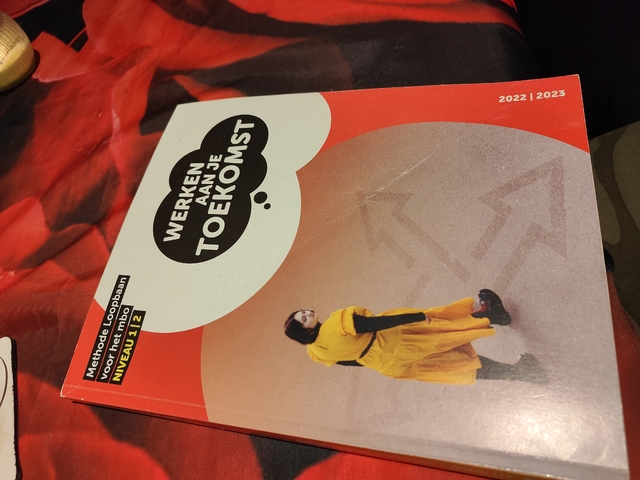 2022 | 2023
WERKEN
AAN JE
TOEKOMST
Methode Loopbaan
voor het mbo
NIVEAU 1 | 2